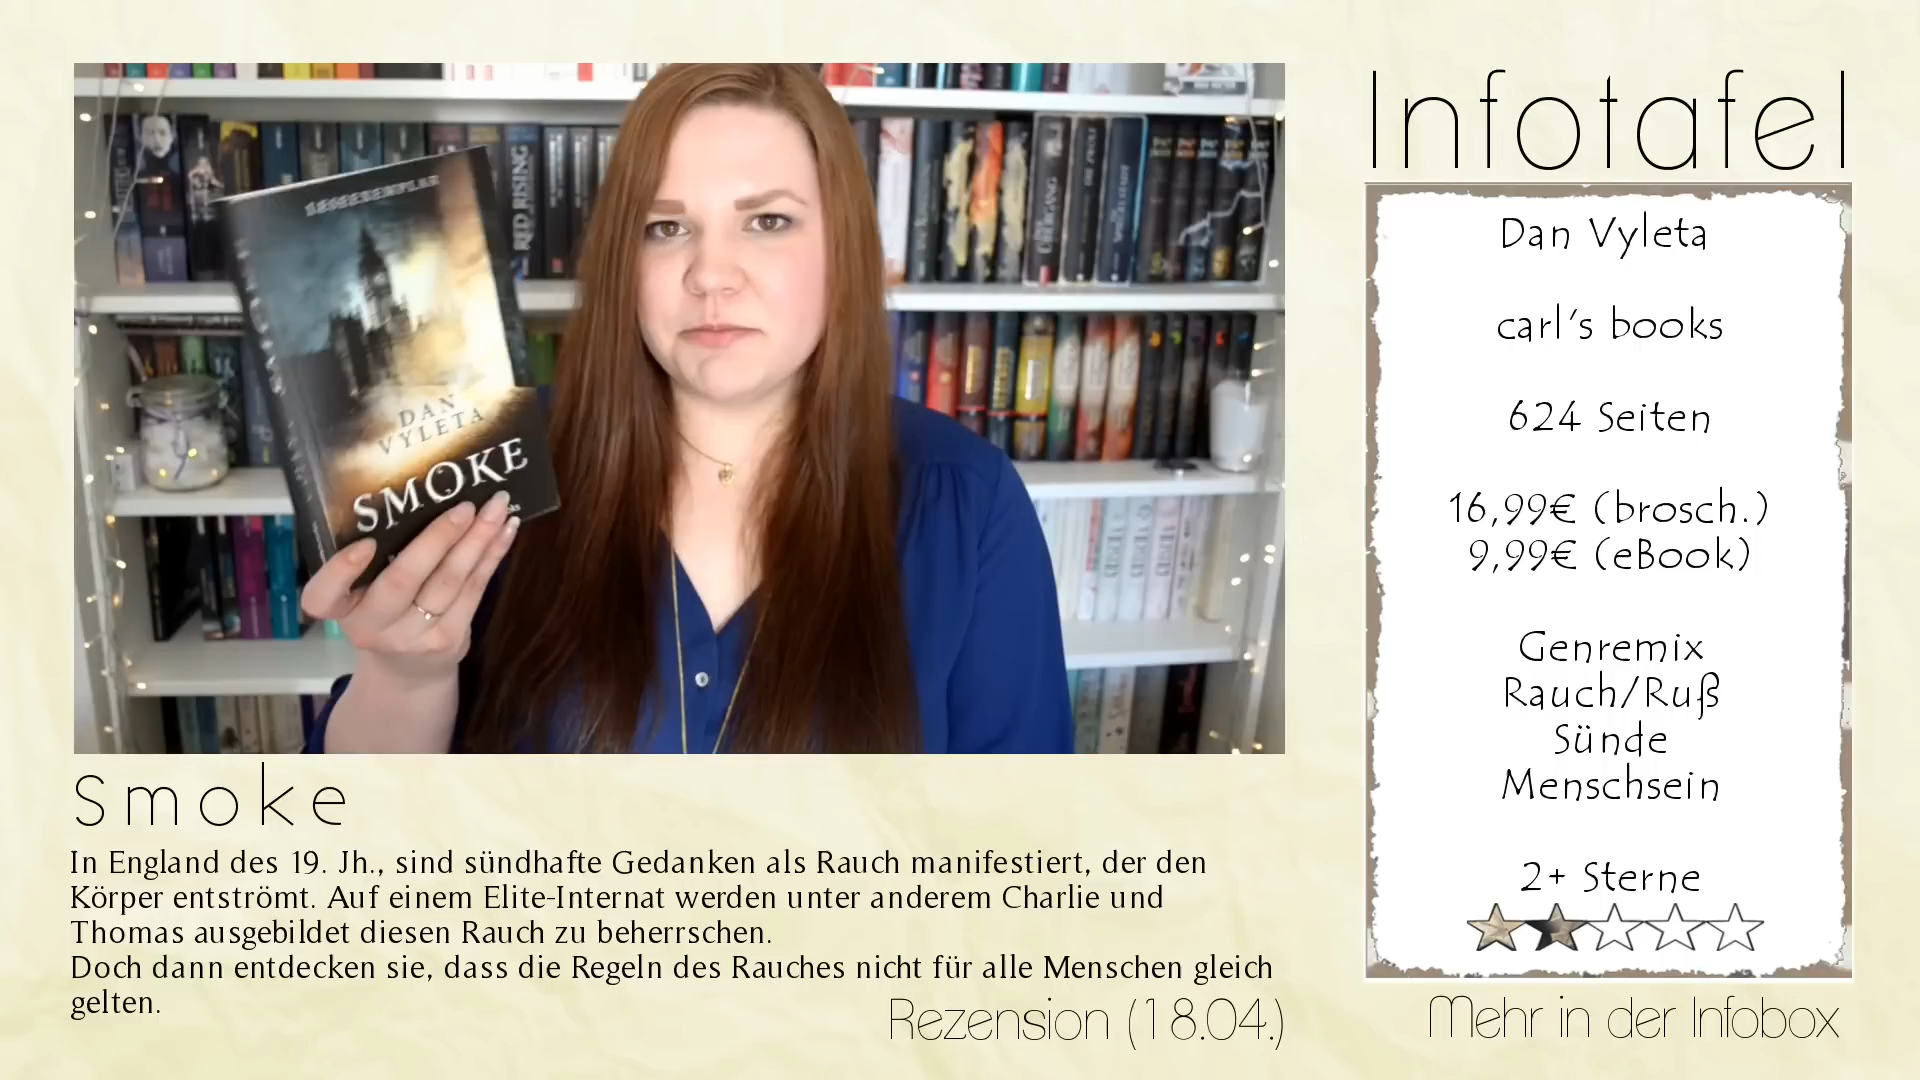 Infotafel
Dan Vyleta
carl's books
624 Seiten
16,99€ (brosch.)
9,99€ (eBook)
Genremix
Rauch/Ruß
Sünde
Menschsein
2+ Sterne
Mehr in der Infobox
LESEEXEMPLAR
DAN
VYLETA
SMOKE
RED RISING
Smoke
In England des 19. Jh., sind sündhafte Gedanken als Rauch manifestiert, der den
Körper entströmt. Auf einem Elite-Internat werden unter anderem Charlie und
Thomas ausgebildet diesen Rauch zu beherrschen.
Doch dann entdecken sie, dass die Regeln des Rauches nicht für alle Menschen gleich
gelten.
Rezension (18.04.)